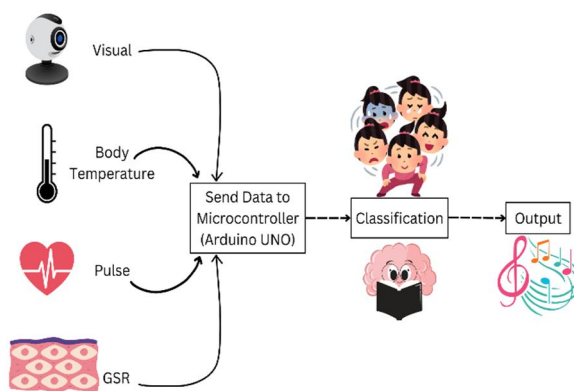 Visual
Body
Temperature
Pulse
GSR
Send Data to
Microcontroller
(Arduino UNO)
Classification
Output